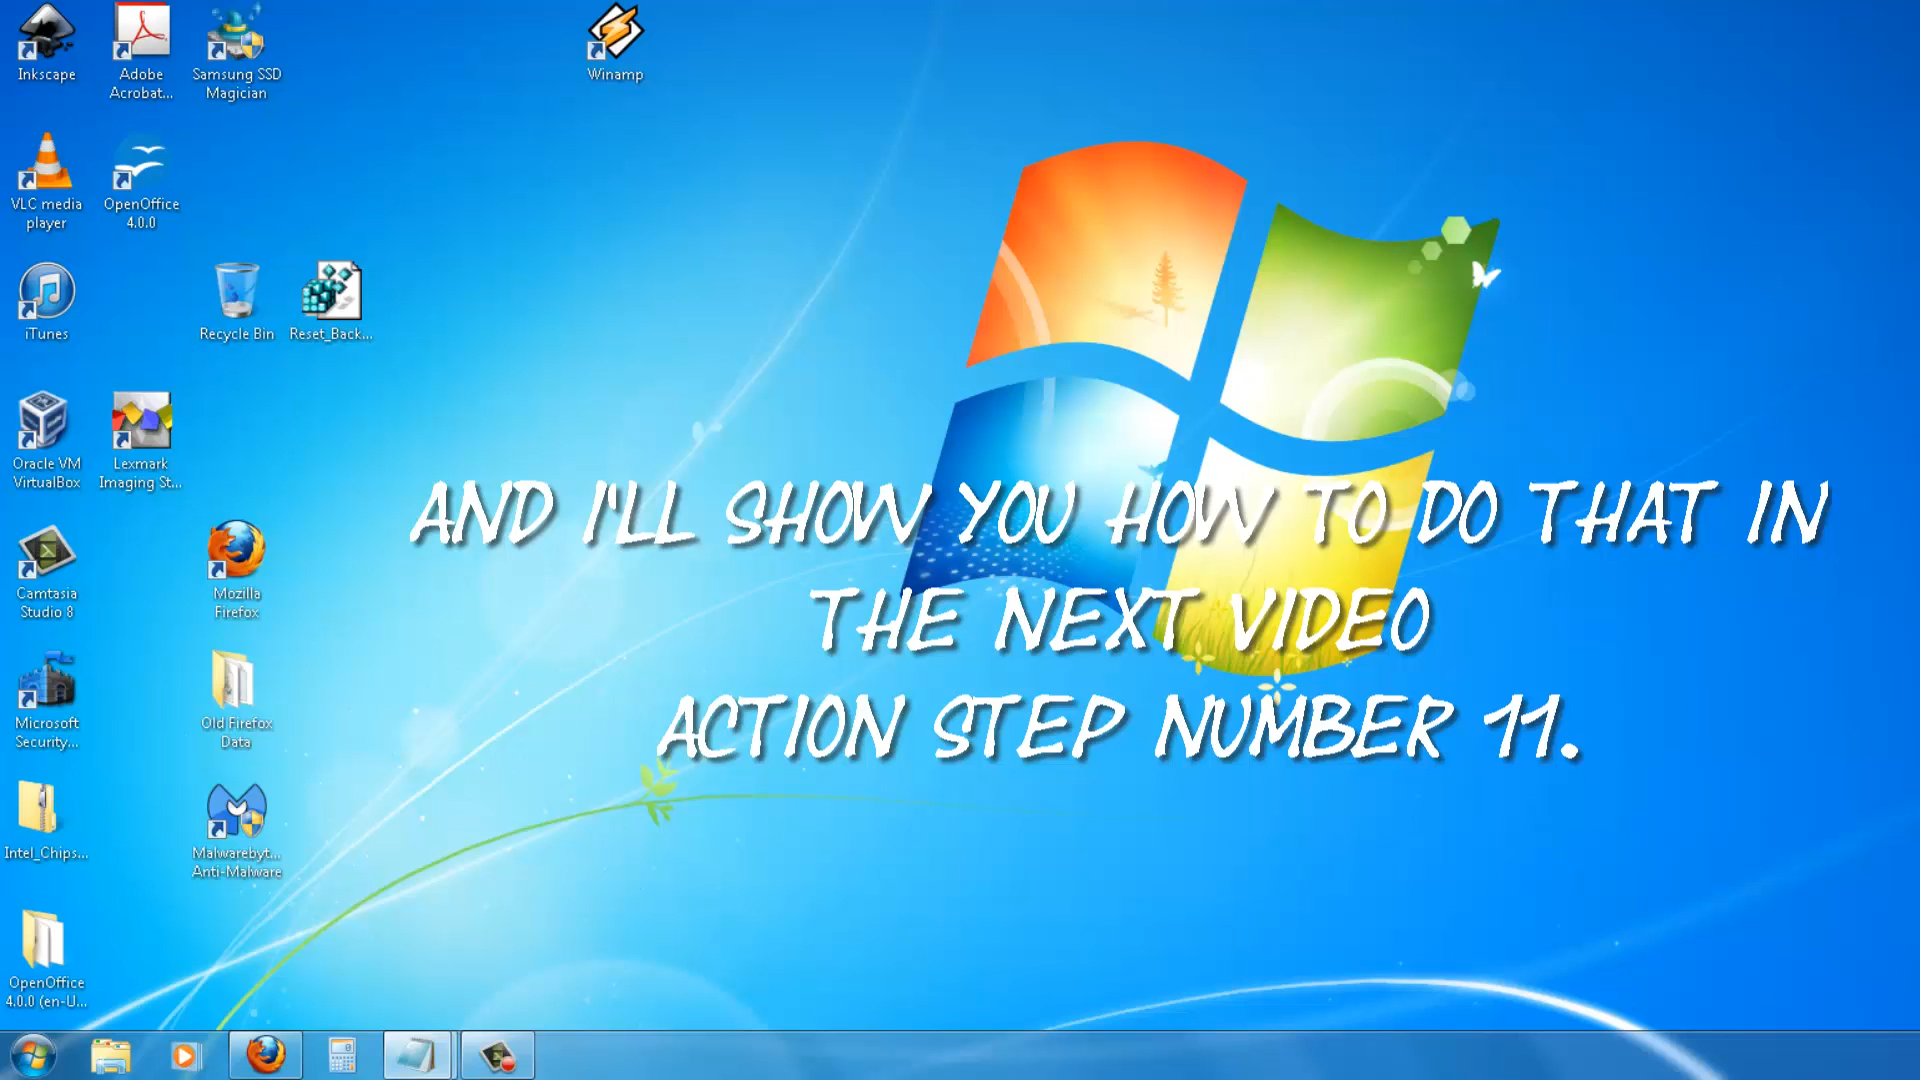 Inkscape
Adobe
Acrobat...
Samsung SSD
Magician
Winamp
VLC media
player
OpenOffice
4.0.0
iTunes
Recycle Bin
Reset_Back...
Oracle VM
VirtualBox
Lexmark
Imaging St...
AND I'LL SHOW YOU HOW TO DO THAT IN
THE NEXT VIDEO
ACTION STEP NUMBER 11.
Camtasia
Studio 8
Mozilla
Firefox
Microsoft
Security...
Old Firefox
Data
Intel_Chips...
Malwarebyt...
Anti-Malware
OpenOffice
4.0.0 (en-U...